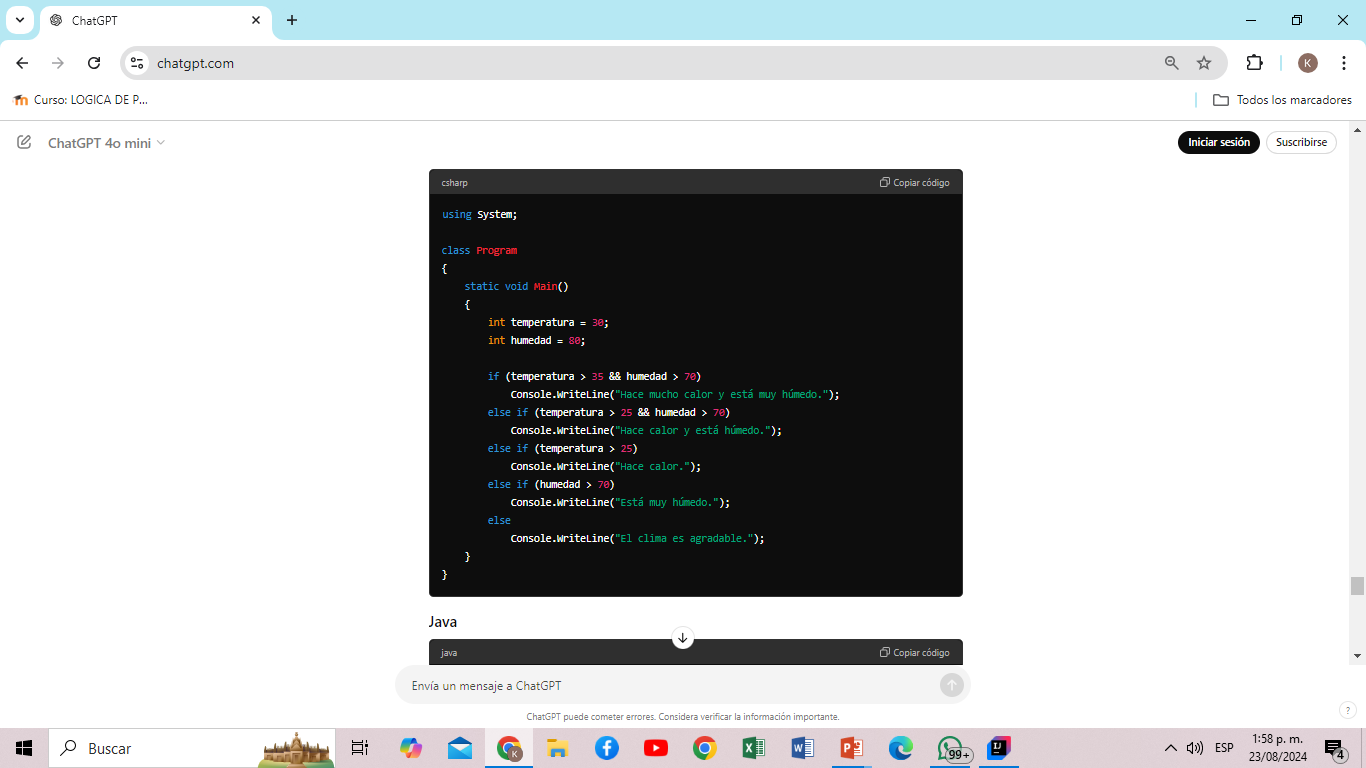 ChatGPT
chatgpt.com
K
Curso: LOGICA DE P...
Todos los marcadores
ChatGPT 4o mini
Iniciar sesión
Suscribirse
csharp
Copiar código
using System;
class Program
{
    static void Main()
    {
        int temperatura = 30;
        int humedad = 80;
        if (temperatura > 35 && humedad > 70)
            Console.WriteLine("Hace mucho calor y está muy húmedo.");
        else if (temperatura > 25 && humedad > 70)
            Console.WriteLine("Hace calor y está húmedo.");
        else if (temperatura > 25)
            Console.WriteLine("Hace calor.");
        else if (humedad > 70)
            Console.WriteLine("Está muy húmedo.");
        else
            Console.WriteLine("El clima es agradable.");
    }
}
Java
java
Copiar código
Envía un mensaje a ChatGPT
ChatGPT puede cometer errores. Considera verificar la información importante.
?
Buscar
K
99+
ESP
1:58 p. m.
23/08/2024
4